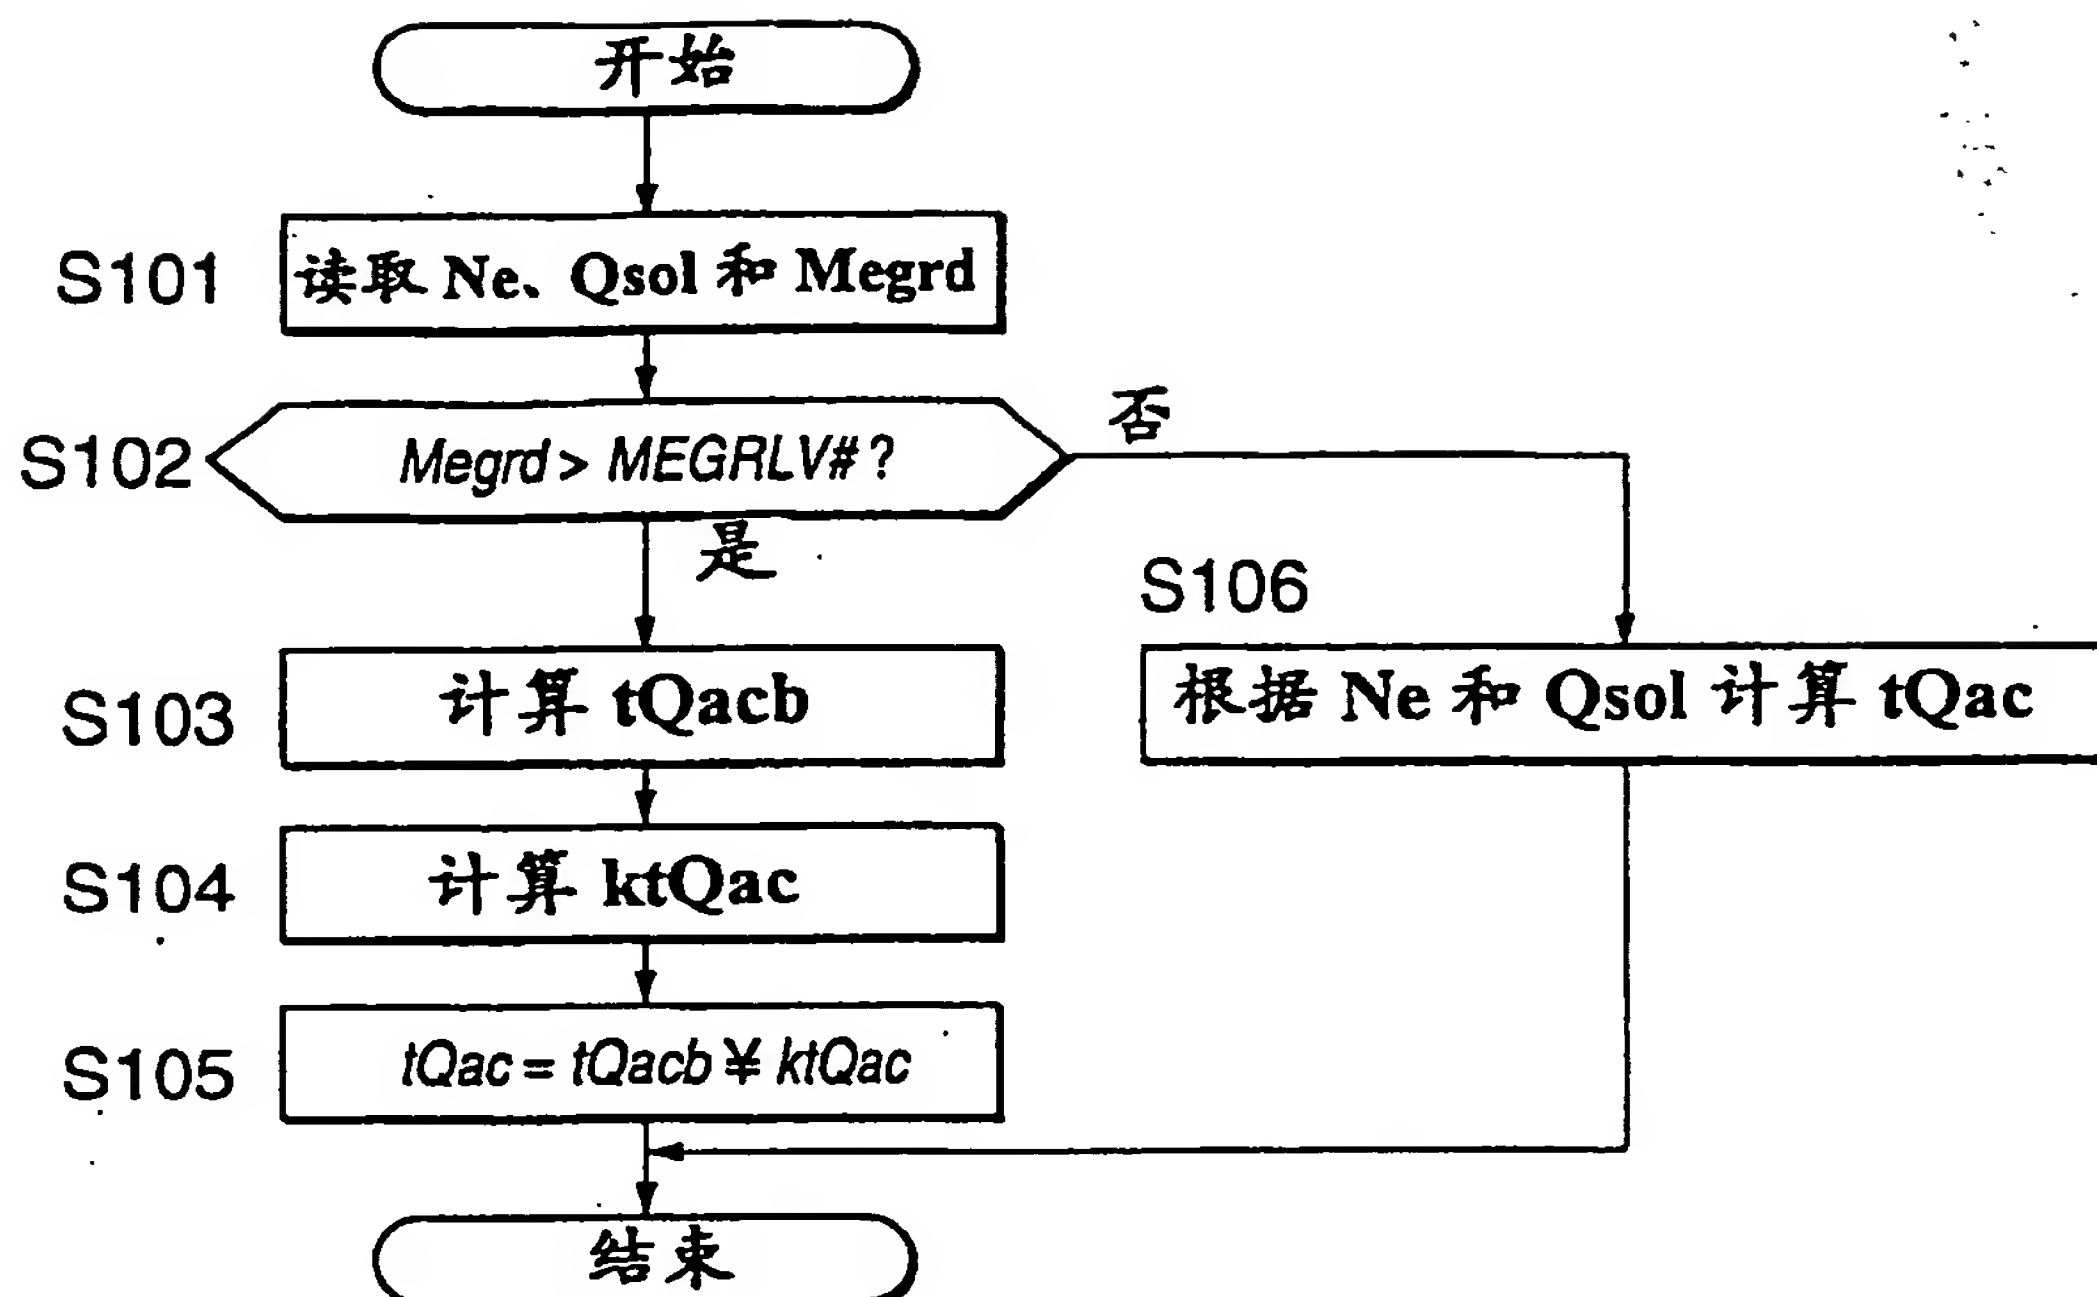 开始
S101
读取 Ne、Qsol 和 Megrd
S102
Megrd > MEGRLV# ?
否
是
S106
S103
计算 tQacb
根据 Ne 和 Qsol 计算 tQac
S104
计算 ktQac
S105
tQac = tQacb ¥ ktQac
结束